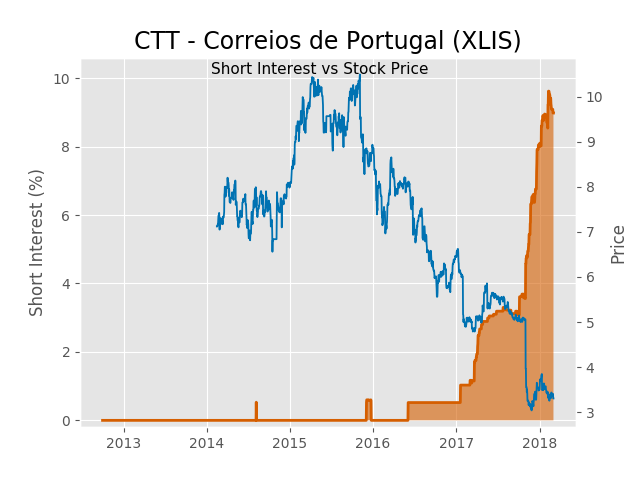 CTT - Correios de Portugal (XLIS)
Short Interest vs Stock Price
Short Interest (%)
10
8
6
4
2
0
Price
10
9
8
7
6
5
4
3
2013 2014 2015 2016 2017 2018